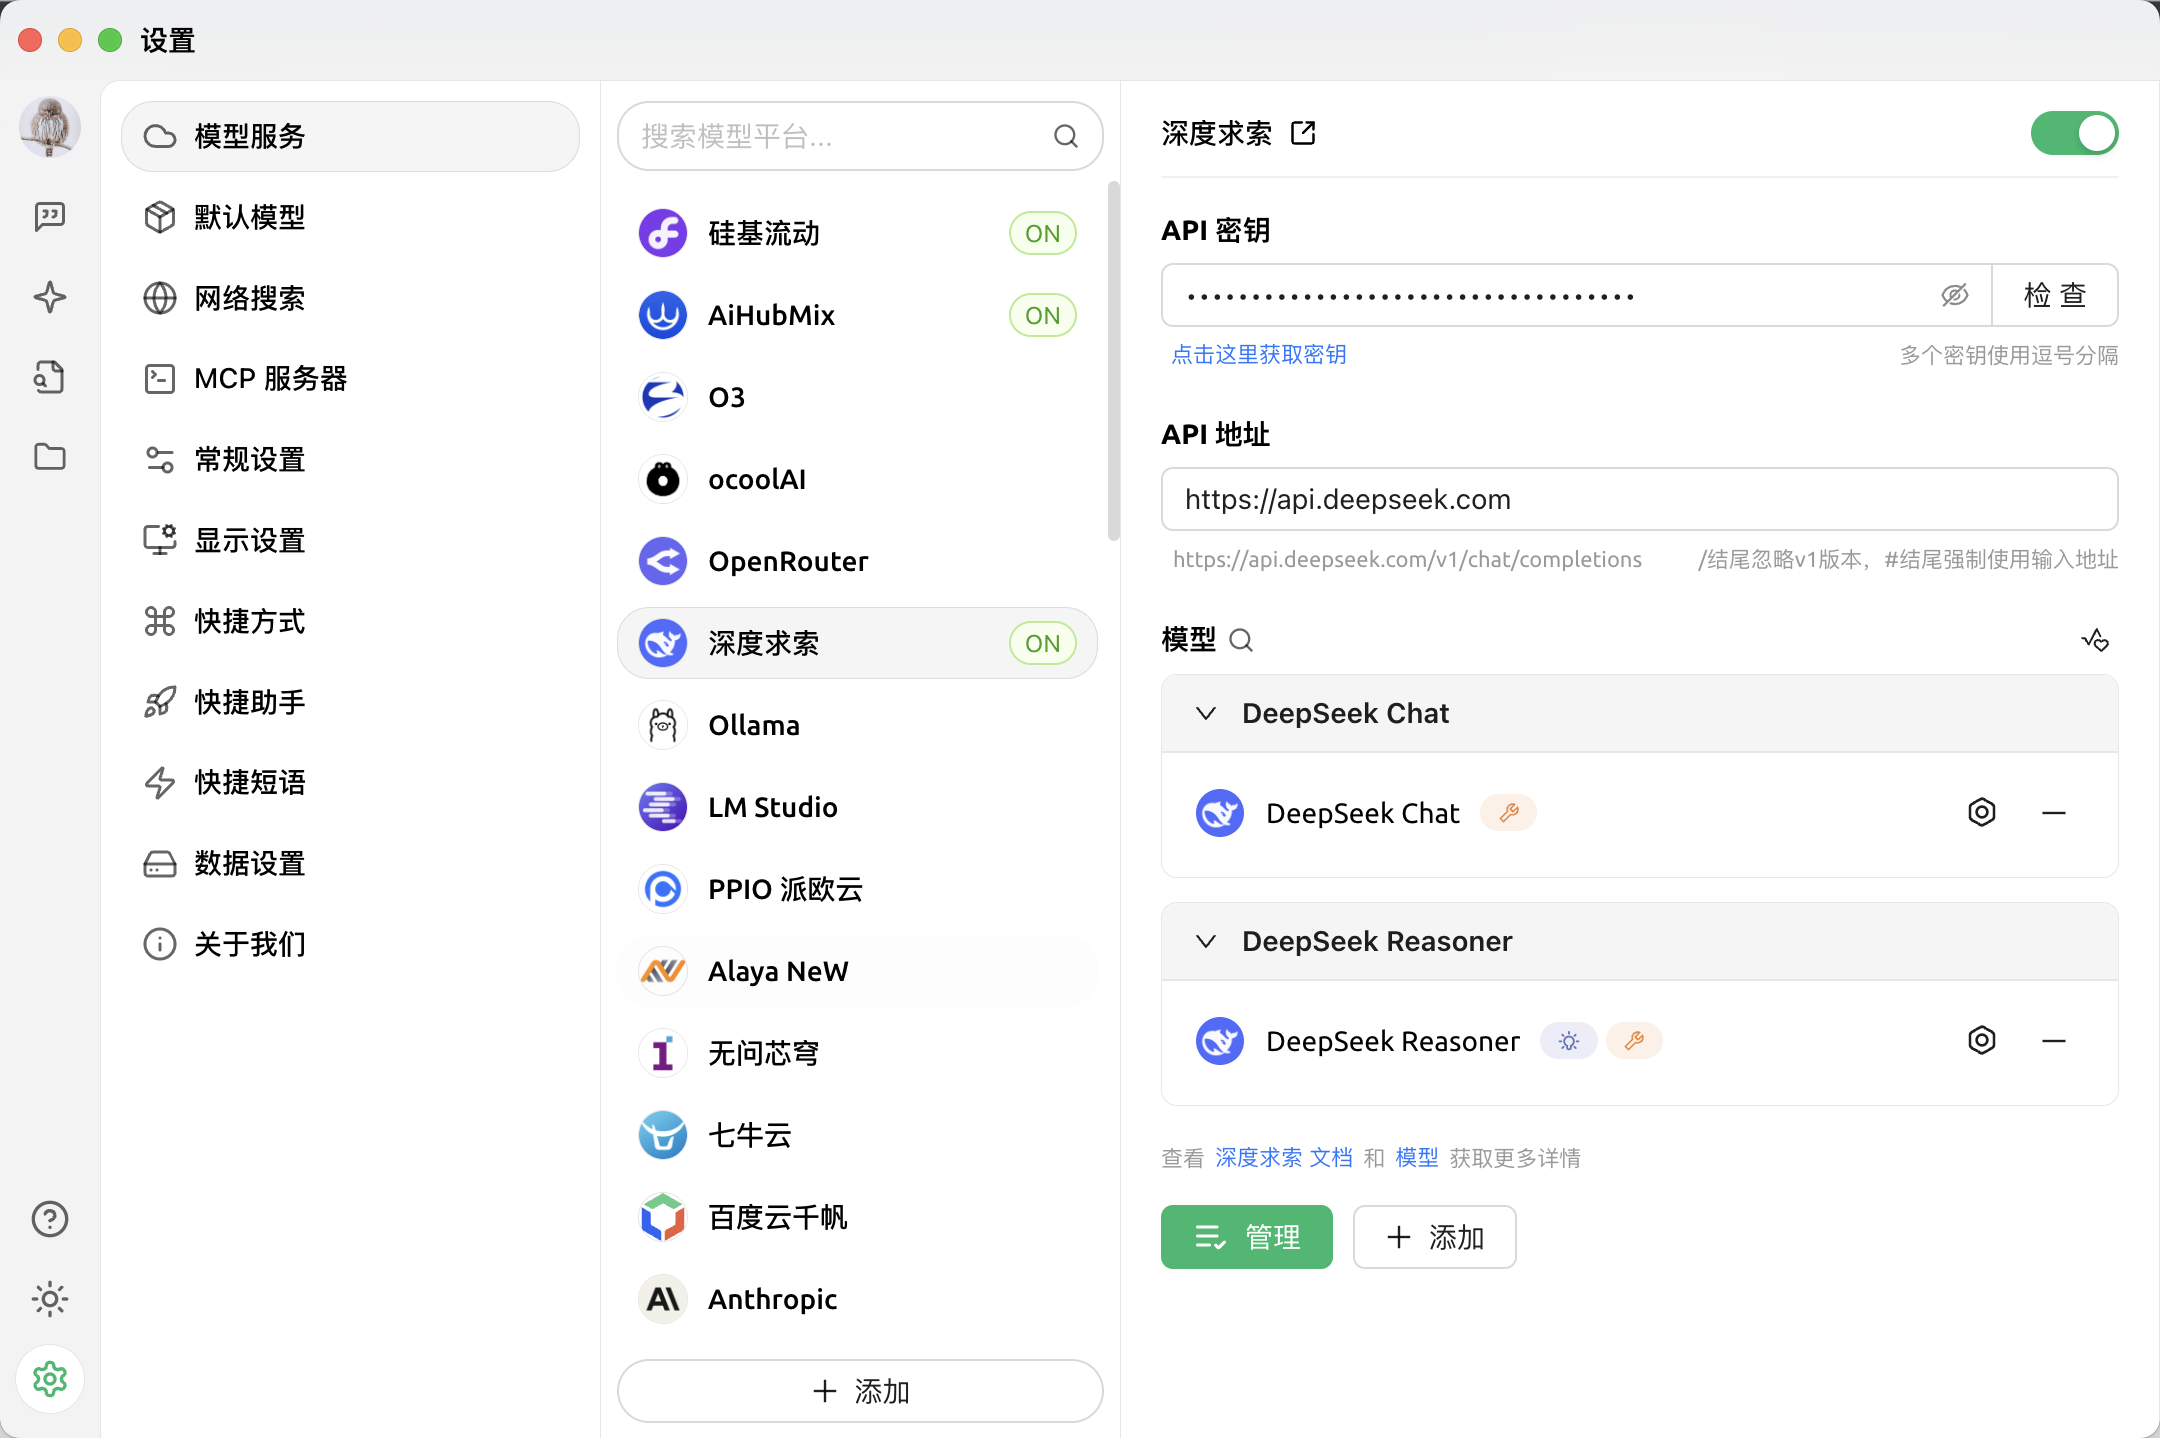 设置
模型服务
默认模型
网络搜索
MCP 服务器
常规设置
显示设置
快捷方式
快捷助手
快捷短语
数据设置
关于我们
搜索模型平台...
硅基流动 ON
AiHubMix ON
O3
ocoolAI
OpenRouter
深度求索 ON
Ollama
LM Studio
PPIO 派欧云
Alaya NeW
无问芯穹
七牛云
百度云千帆
Anthropic
添加
深度求索
API 密钥
检 查
点击这里获取密钥 多个密钥使用逗号分隔
API 地址
https://api.deepseek.com
https://api.deepseek.com/v1/chat/completions /结尾忽略v1版本，#结尾强制使用输入地址
模型
DeepSeek Chat
DeepSeek Chat
DeepSeek Reasoner
DeepSeek Reasoner
查看 深度求索 文档 和 模型 获取更多详情
管理 添加